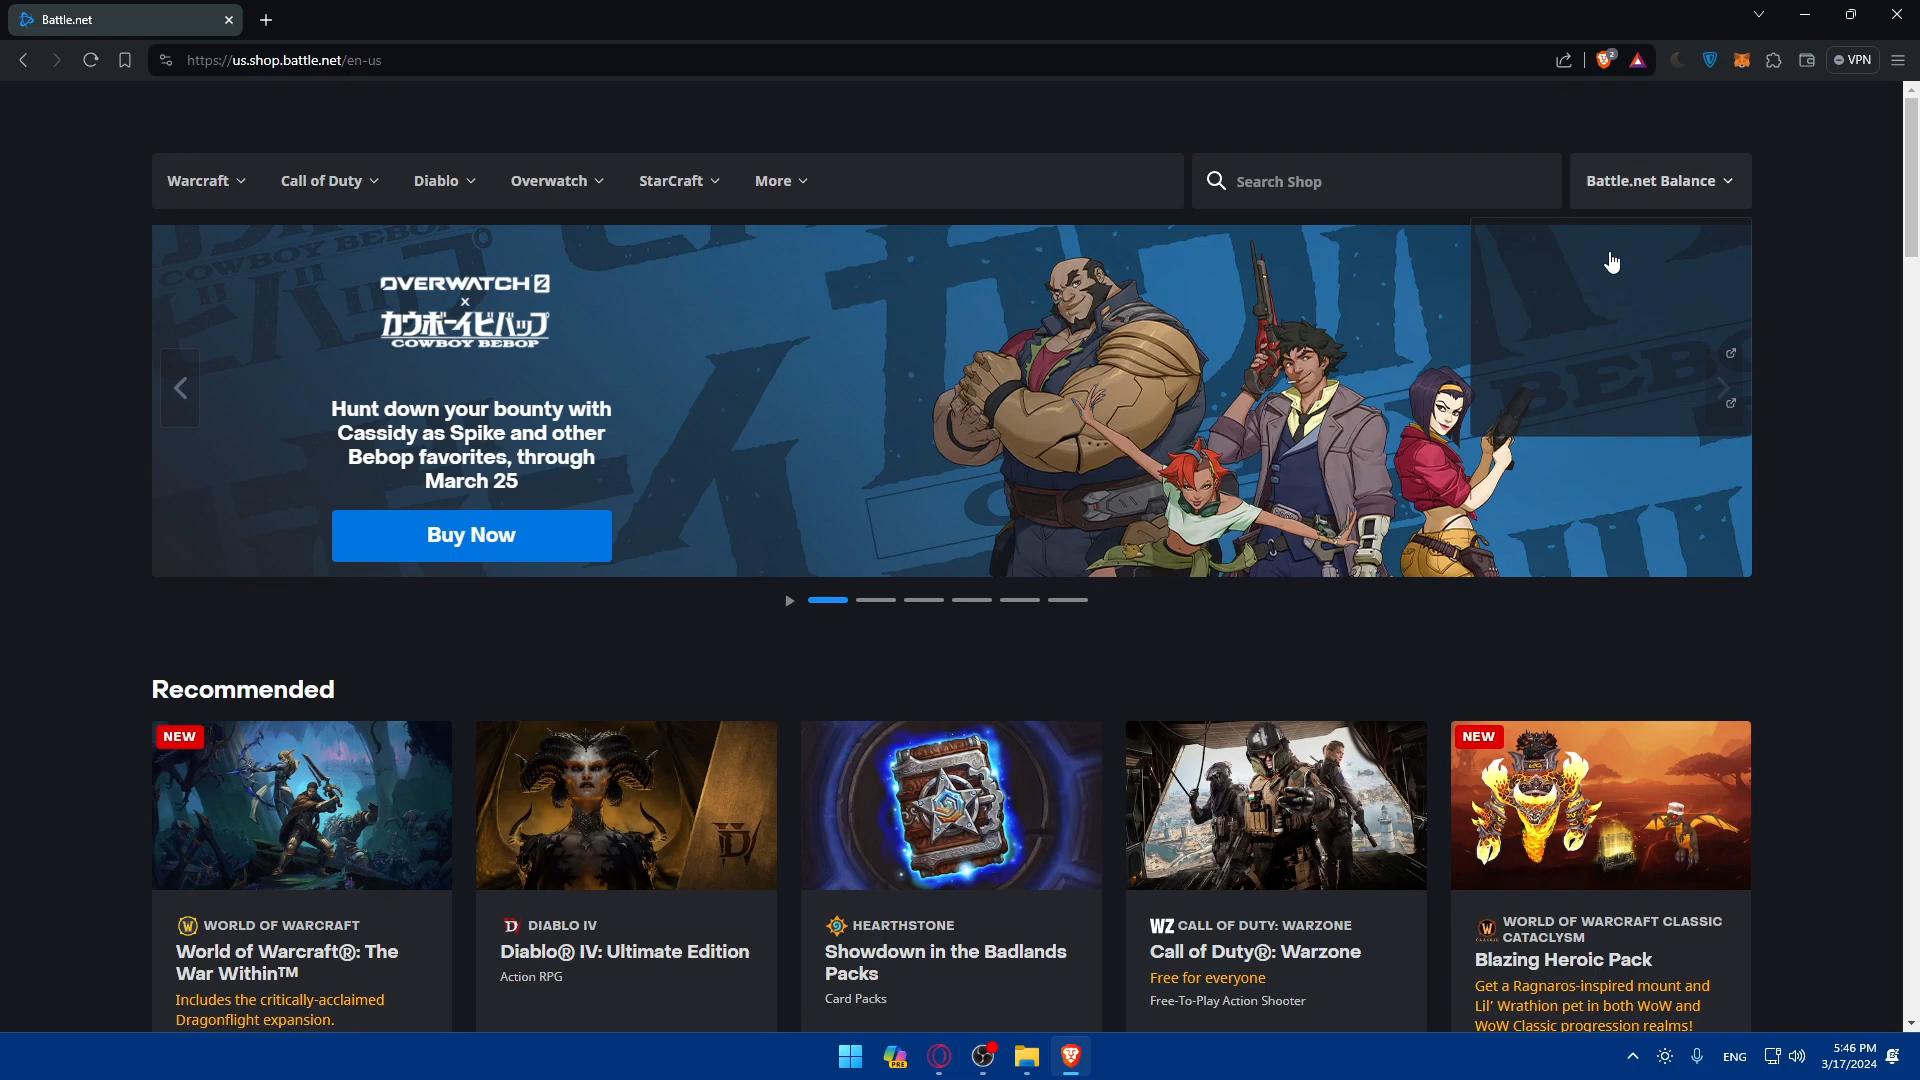 Battle.net
https://us.shop.battle.net/en-us
2
VPN
Warcraft
Call of Duty
Diablo
Overwatch
StarCraft
More
Search Shop
Battle.net Balance
OVERWATCH 2
x
カウボーイビバップ
COWBOY BEBOP
Hunt down your bounty with
Cassidy as Spike and other
Bebop favorites, through
March 25
Buy Now
Recommended
NEW
WORLD OF WARCRAFT
World of Warcraft®: The
War Within™
Includes the critically-acclaimed
Dragonflight expansion.
DIABLO IV
Diablo® IV: Ultimate Edition
Action RPG
HEARTHSTONE
Showdown in the Badlands
Packs
Card Packs
WZ CALL OF DUTY: WARZONE
Call of Duty®: Warzone
Free for everyone
Free-To-Play Action Shooter
NEW
WORLD OF WARCRAFT CLASSIC
CATACLYSM
Blazing Heroic Pack
Get a Ragnaros-inspired mount and
Lil' Wrathion pet in both WoW and
WoW Classic progression realms!
PRE
ENG
5:46 PM
3/17/2024